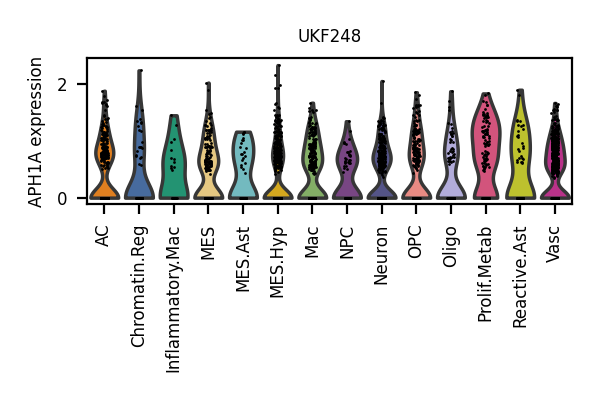 UKF248
APH1A expression
2
0
AC
Chromatin.Reg
Inflammatory.Mac
MES
MES.Ast
MES.Hyp
Mac
NPC
Neuron
OPC
Oligo
Prolif.Metab
Reactive.Ast
Vasc